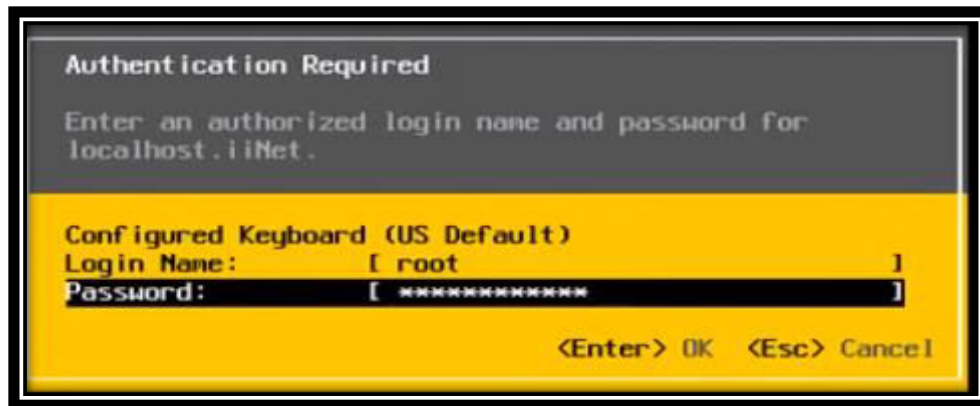 Authentication Required
Enter an authorized login name and password for
localhost.iiNet.
Configured Keyboard (US Default)
Login Name: [ root ]
Password: [ ************ ]
<Enter> OK <Esc> Cancel